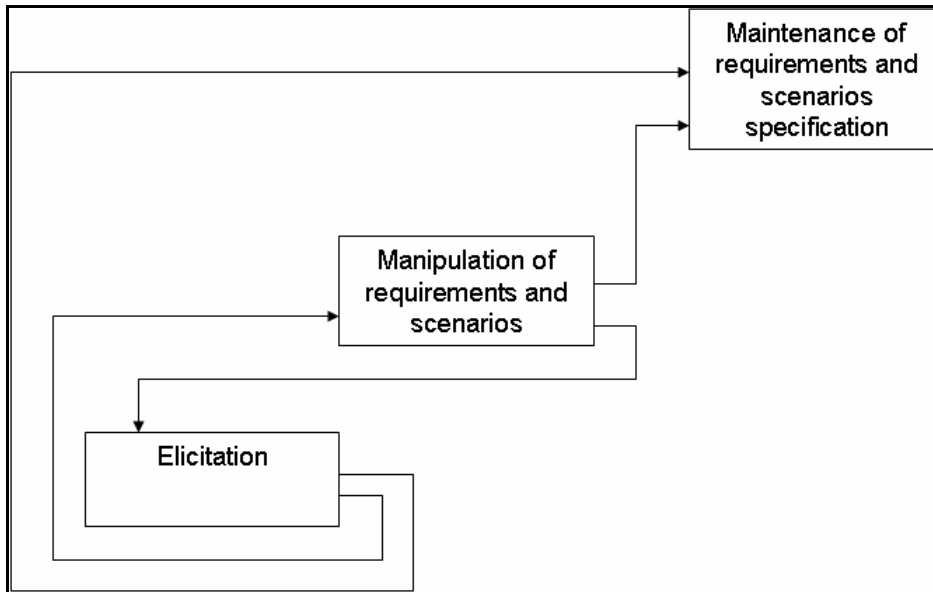 Maintenance of
requirements and
scenarios
specification
Manipulation of
requirements and
scenarios
Elicitation